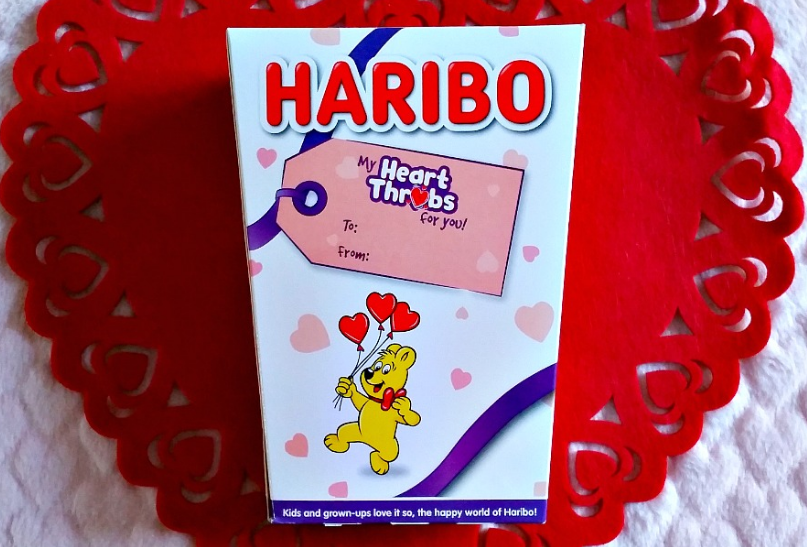 HARIBO
My Heart
Throbs
for you!
To:
From:
Kids and grown-ups love it so, the happy world of Haribo!